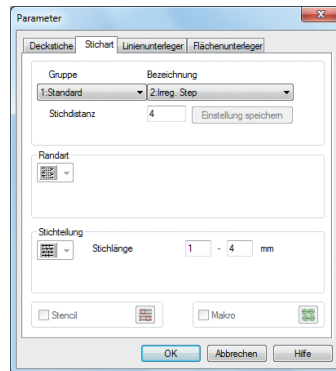 Parameter
Deckstiche Stichart Linienunterleger Flächenunterleger
Gruppe Bezeichnung
1:Standard 2:Irreg. Step
Stichdistanz 4 Einstellung speichern
Randart
Stichteilung
Stichlänge 1 - 4 mm
Stencil Makro
OK Abbrechen Hilfe